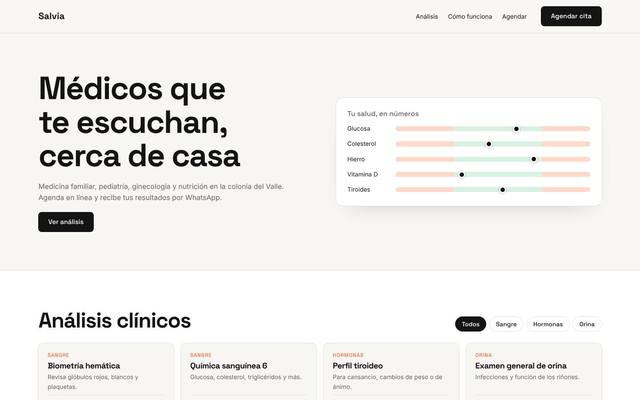 Salvia
Análisis
Cómo funciona
Agendar
Agendar cita
Médicos que
te escuchan,
cerca de casa
Medicina familiar, pediatría, ginecología y nutrición en la colonia del Valle.
Agenda en línea y recibe tus resultados por WhatsApp.
Ver análisis
Tu salud, en números
Glucosa
Colesterol
Hierro
Vitamina D
Tiroides
Análisis clínicos
Todos
Sangre
Hormonas
Orina
SANGRE
Biometría hemática
Revisa glóbulos rojos, blancos y
plaquetas.
SANGRE
Química sanguínea 6
Glucosa, colesterol, triglicéridos y más.
HORMONAS
Perfil tiroideo
Para cansancio, cambios de peso o de
ánimo.
ORINA
Examen general de orina
Infecciones y función de los riñones.